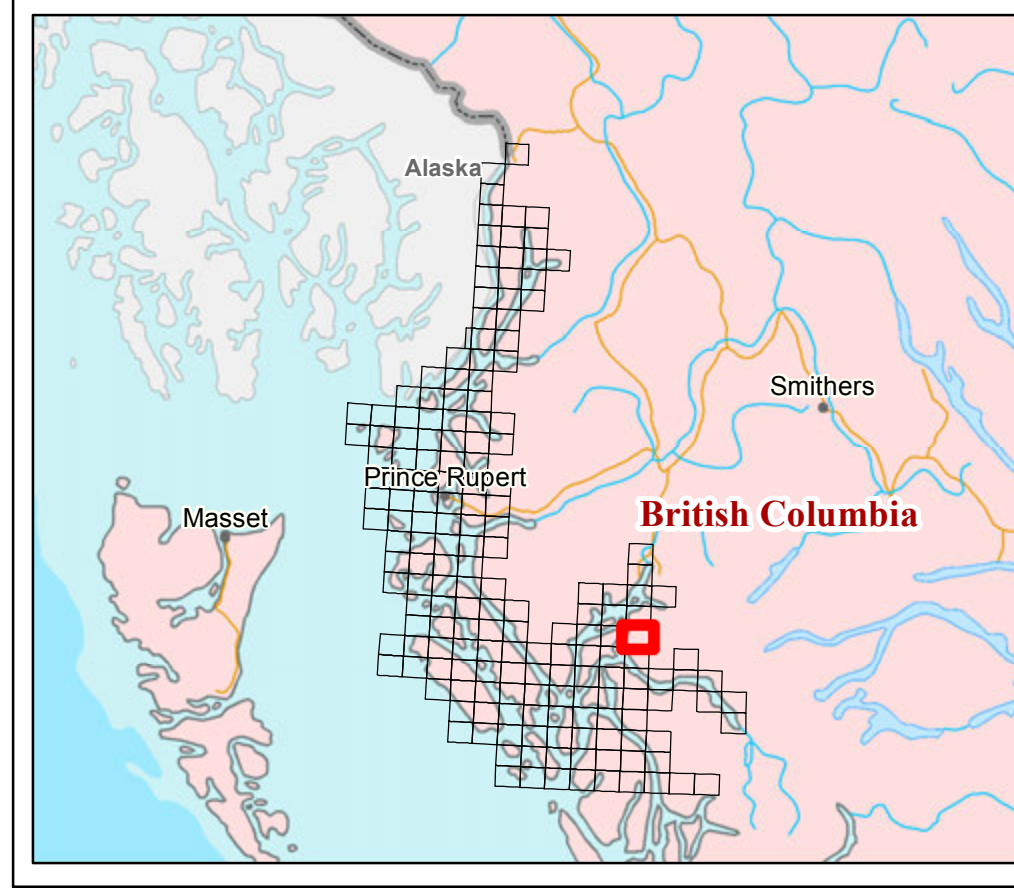 Alaska
Smithers
Prince Rupert
British Columbia
Masset